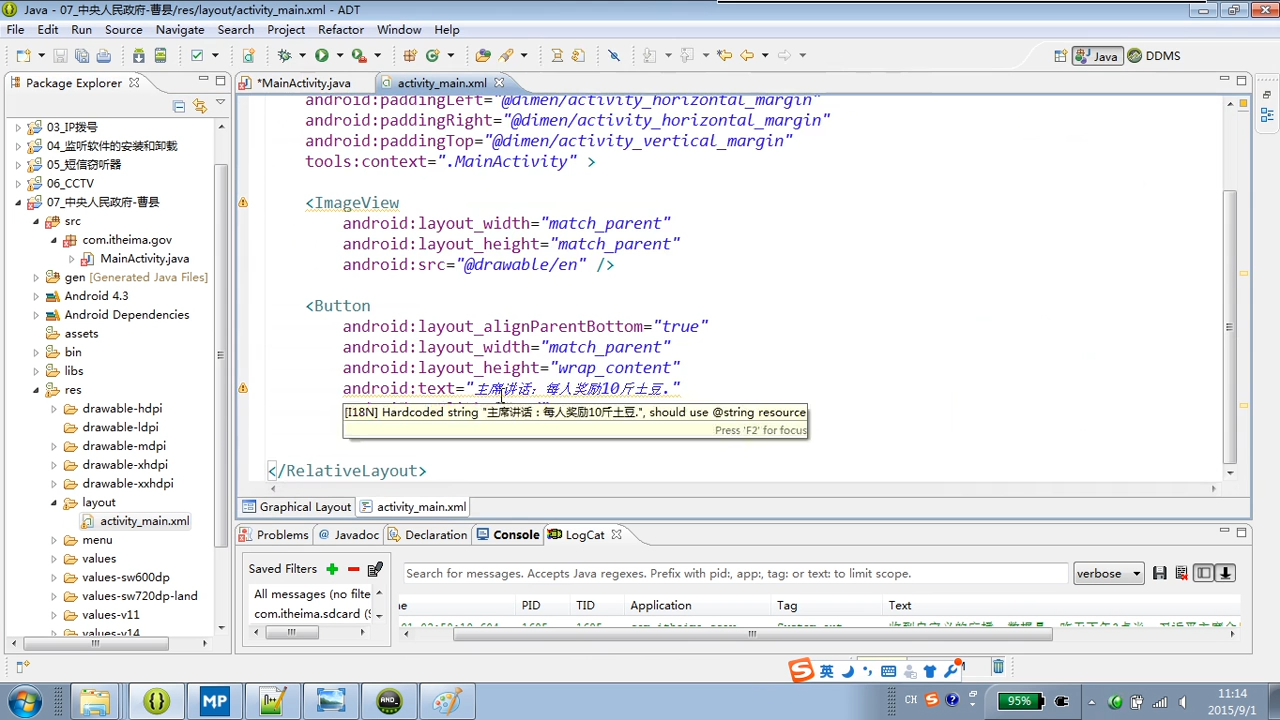 Java - 07_中央人民政府-曹县/res/layout/activity_main.xml - ADT
File Edit Run Source Navigate Search Project Refactor Window Help
Java DDMS
Package Explorer
*MainActivity.java activity_main.xml
03_IP拨号
04_监听软件的安装和卸载
05_短信窃听器
06_CCTV
07_中央人民政府-曹县
src
com.itheima.gov
MainActivity.java
gen [Generated Java Files]
Android 4.3
Android Dependencies
assets
bin
libs
res
drawable-hdpi
drawable-ldpi
drawable-mdpi
drawable-xhdpi
drawable-xxhdpi
layout
activity_main.xml
menu
values
values-sw600dp
values-sw720dp-land
values-v11
values-v14
android:paddingLeft="@dimen/activity_horizontal_margin"
android:paddingRight="@dimen/activity_horizontal_margin"
android:paddingTop="@dimen/activity_vertical_margin"
tools:context=".MainActivity" >
<ImageView
android:layout_width="match_parent"
android:layout_height="match_parent"
android:src="@drawable/en" />
<Button
android:layout_alignParentBottom="true"
android:layout_width="match_parent"
android:layout_height="wrap_content"
android:text="主席讲话：每人奖励10斤土豆."
[I18N] Hardcoded string "主席讲话：每人奖励10斤土豆.", should use @string resource
Press 'F2' for focus
</RelativeLayout>
Graphical Layout activity_main.xml
Problems Javadoc Declaration Console LogCat
Saved Filters
All messages (no filte
com.itheima.sdcard (S
Search for messages. Accepts Java regexes. Prefix with pid:, app:, tag: or text: to limit scope.
verbose
ne PID TID Application Tag Text
英
MP
AND
CH
95%
11:14
2015/9/1